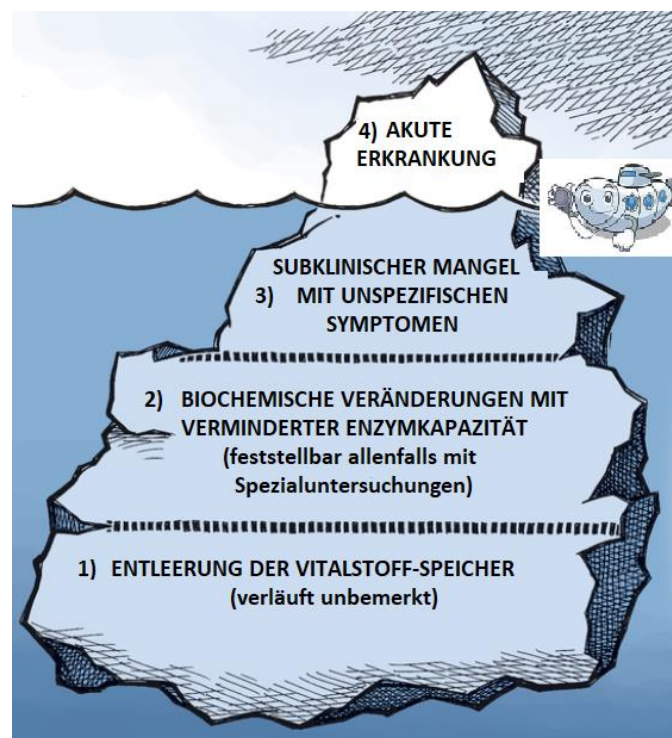 4) AKUTE
ERKRANKUNG
SUBKLINISCHER MANGEL
3) MIT UNSPEZIFISCHEN
SYMPTOMEN
2) BIOCHEMISCHE VERÄNDERUNGEN MIT
VERMINDERTER ENZYMKAPAZITÄT
(feststellbar allenfalls mit
Spezialuntersuchungen)
1) ENTLEERUNG DER VITALSTOFF-SPEICHER
(verläuft unbemerkt)